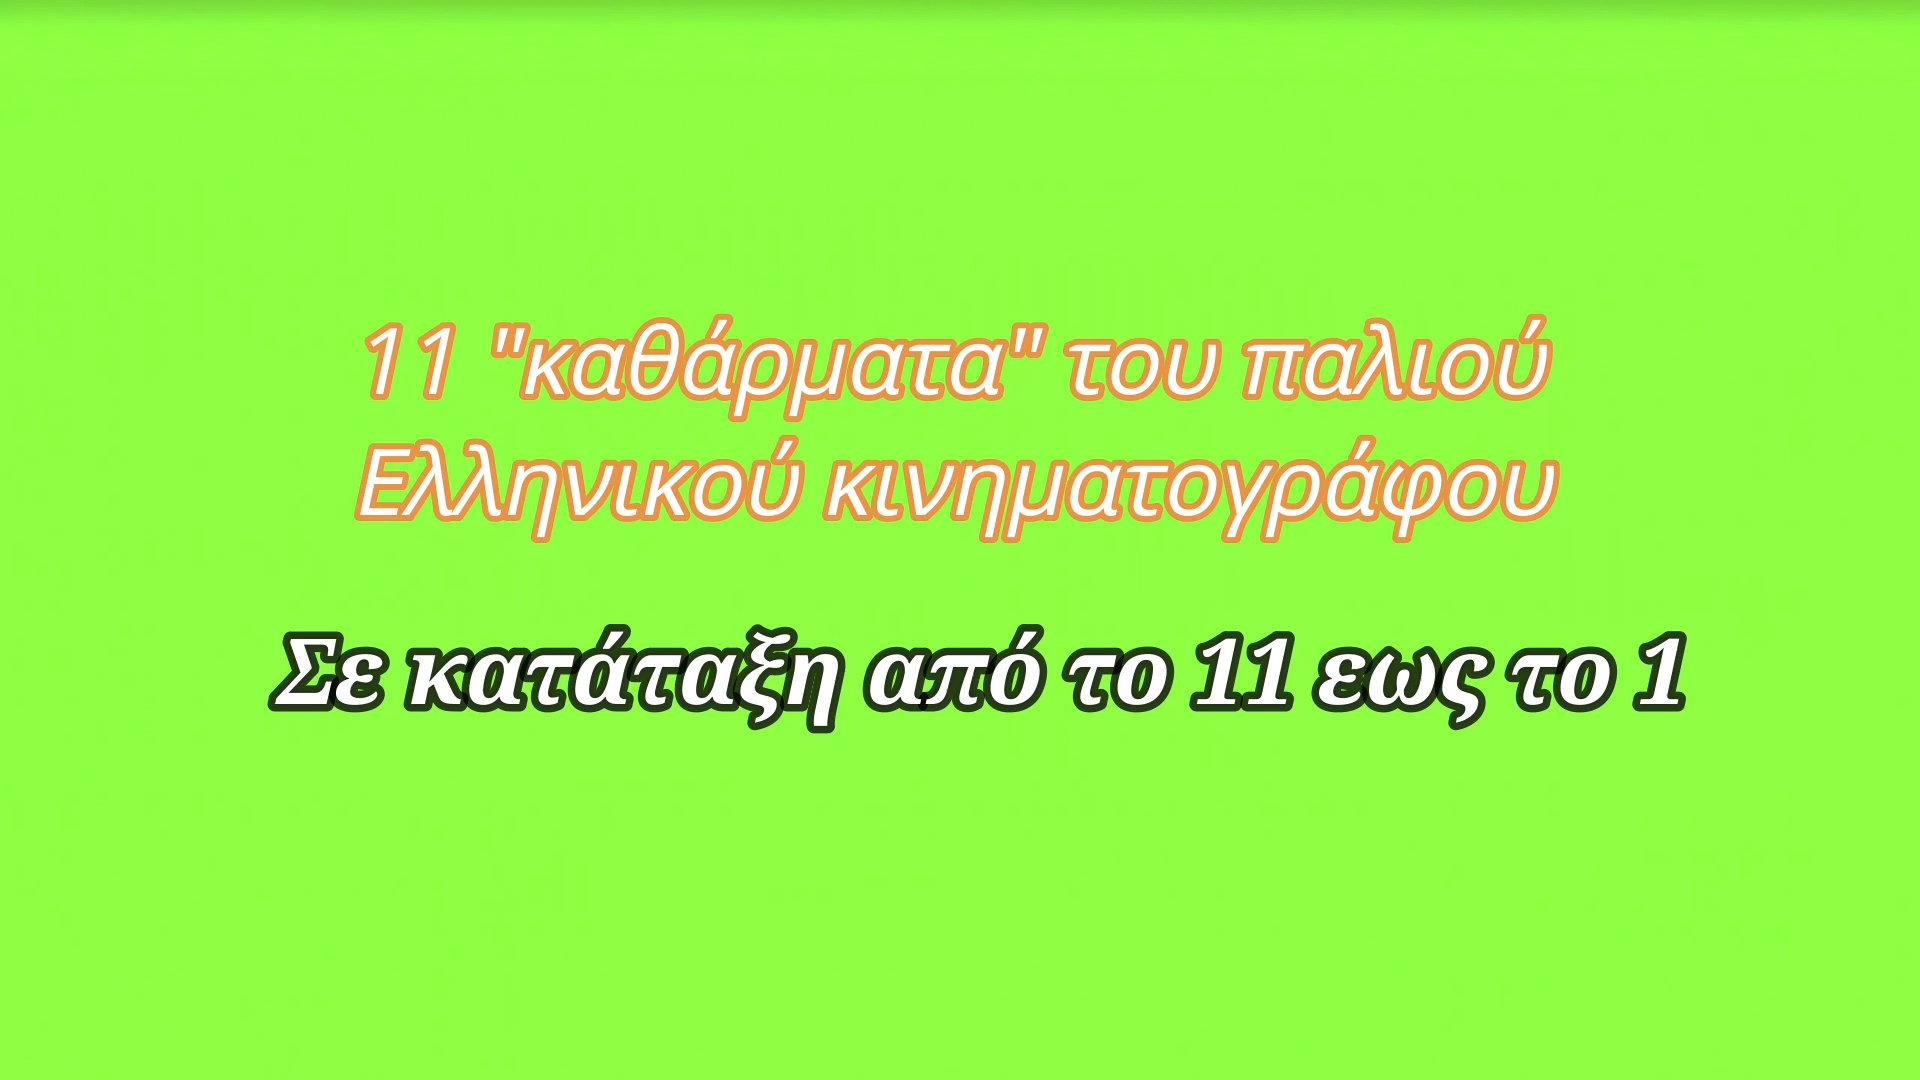 11 "καθάρματα" του παλιού
Ελληνικού κινηματογράφου
Σε κατάταξη από το 11 εως το 1